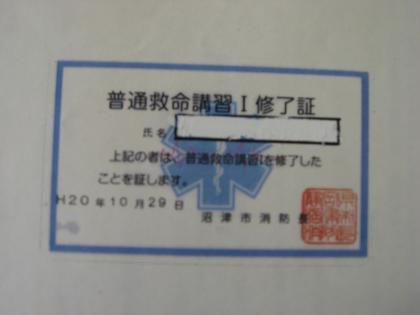 普通救命講習Ⅰ修了証
氏名
上記の者は、普通救命講習Ⅰを修了した
ことを証します。
H20年10月29日
沼津市消防長